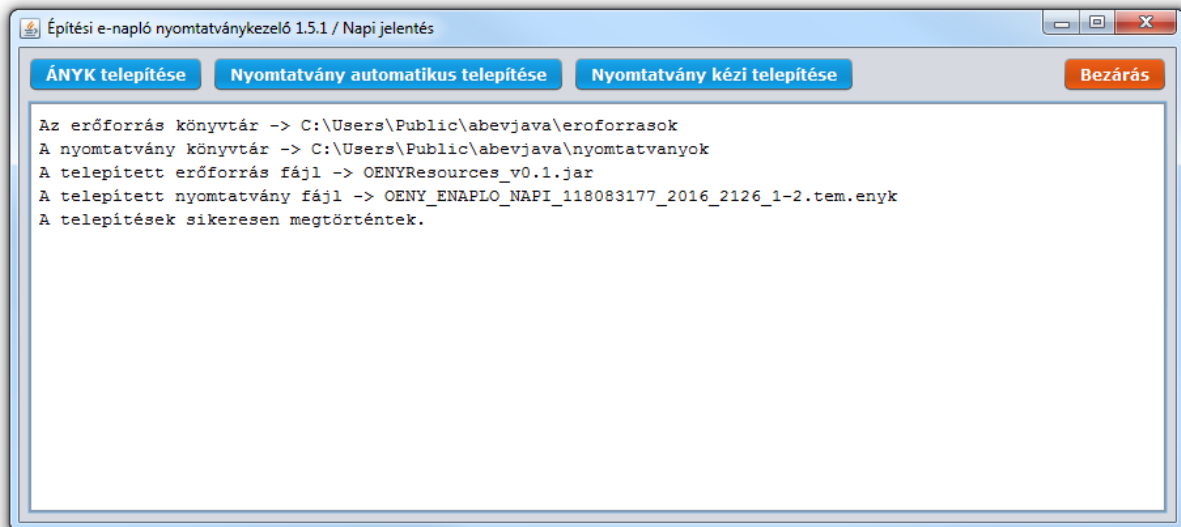 Építési e-napló nyomtatványkezelő 1.5.1 / Napi jelentés
ÁNYK telepítése Nyomtatvány automatikus telepítése Nyomtatvány kézi telepítése Bezárás
Az erőforrás könyvtár -> C:\Users\Public\abevjava\eroforrasok
A nyomtatvány könyvtár -> C:\Users\Public\abevjava\nyomtatvanyok
A telepített erőforrás fájl -> OENYResources_v0.1.jar
A telepített nyomtatvány fájl -> OENY_ENAPLO_NAPI_118083177_2016_2126_1-2.tem.enyk
A telepítések sikeresen megtörténtek.